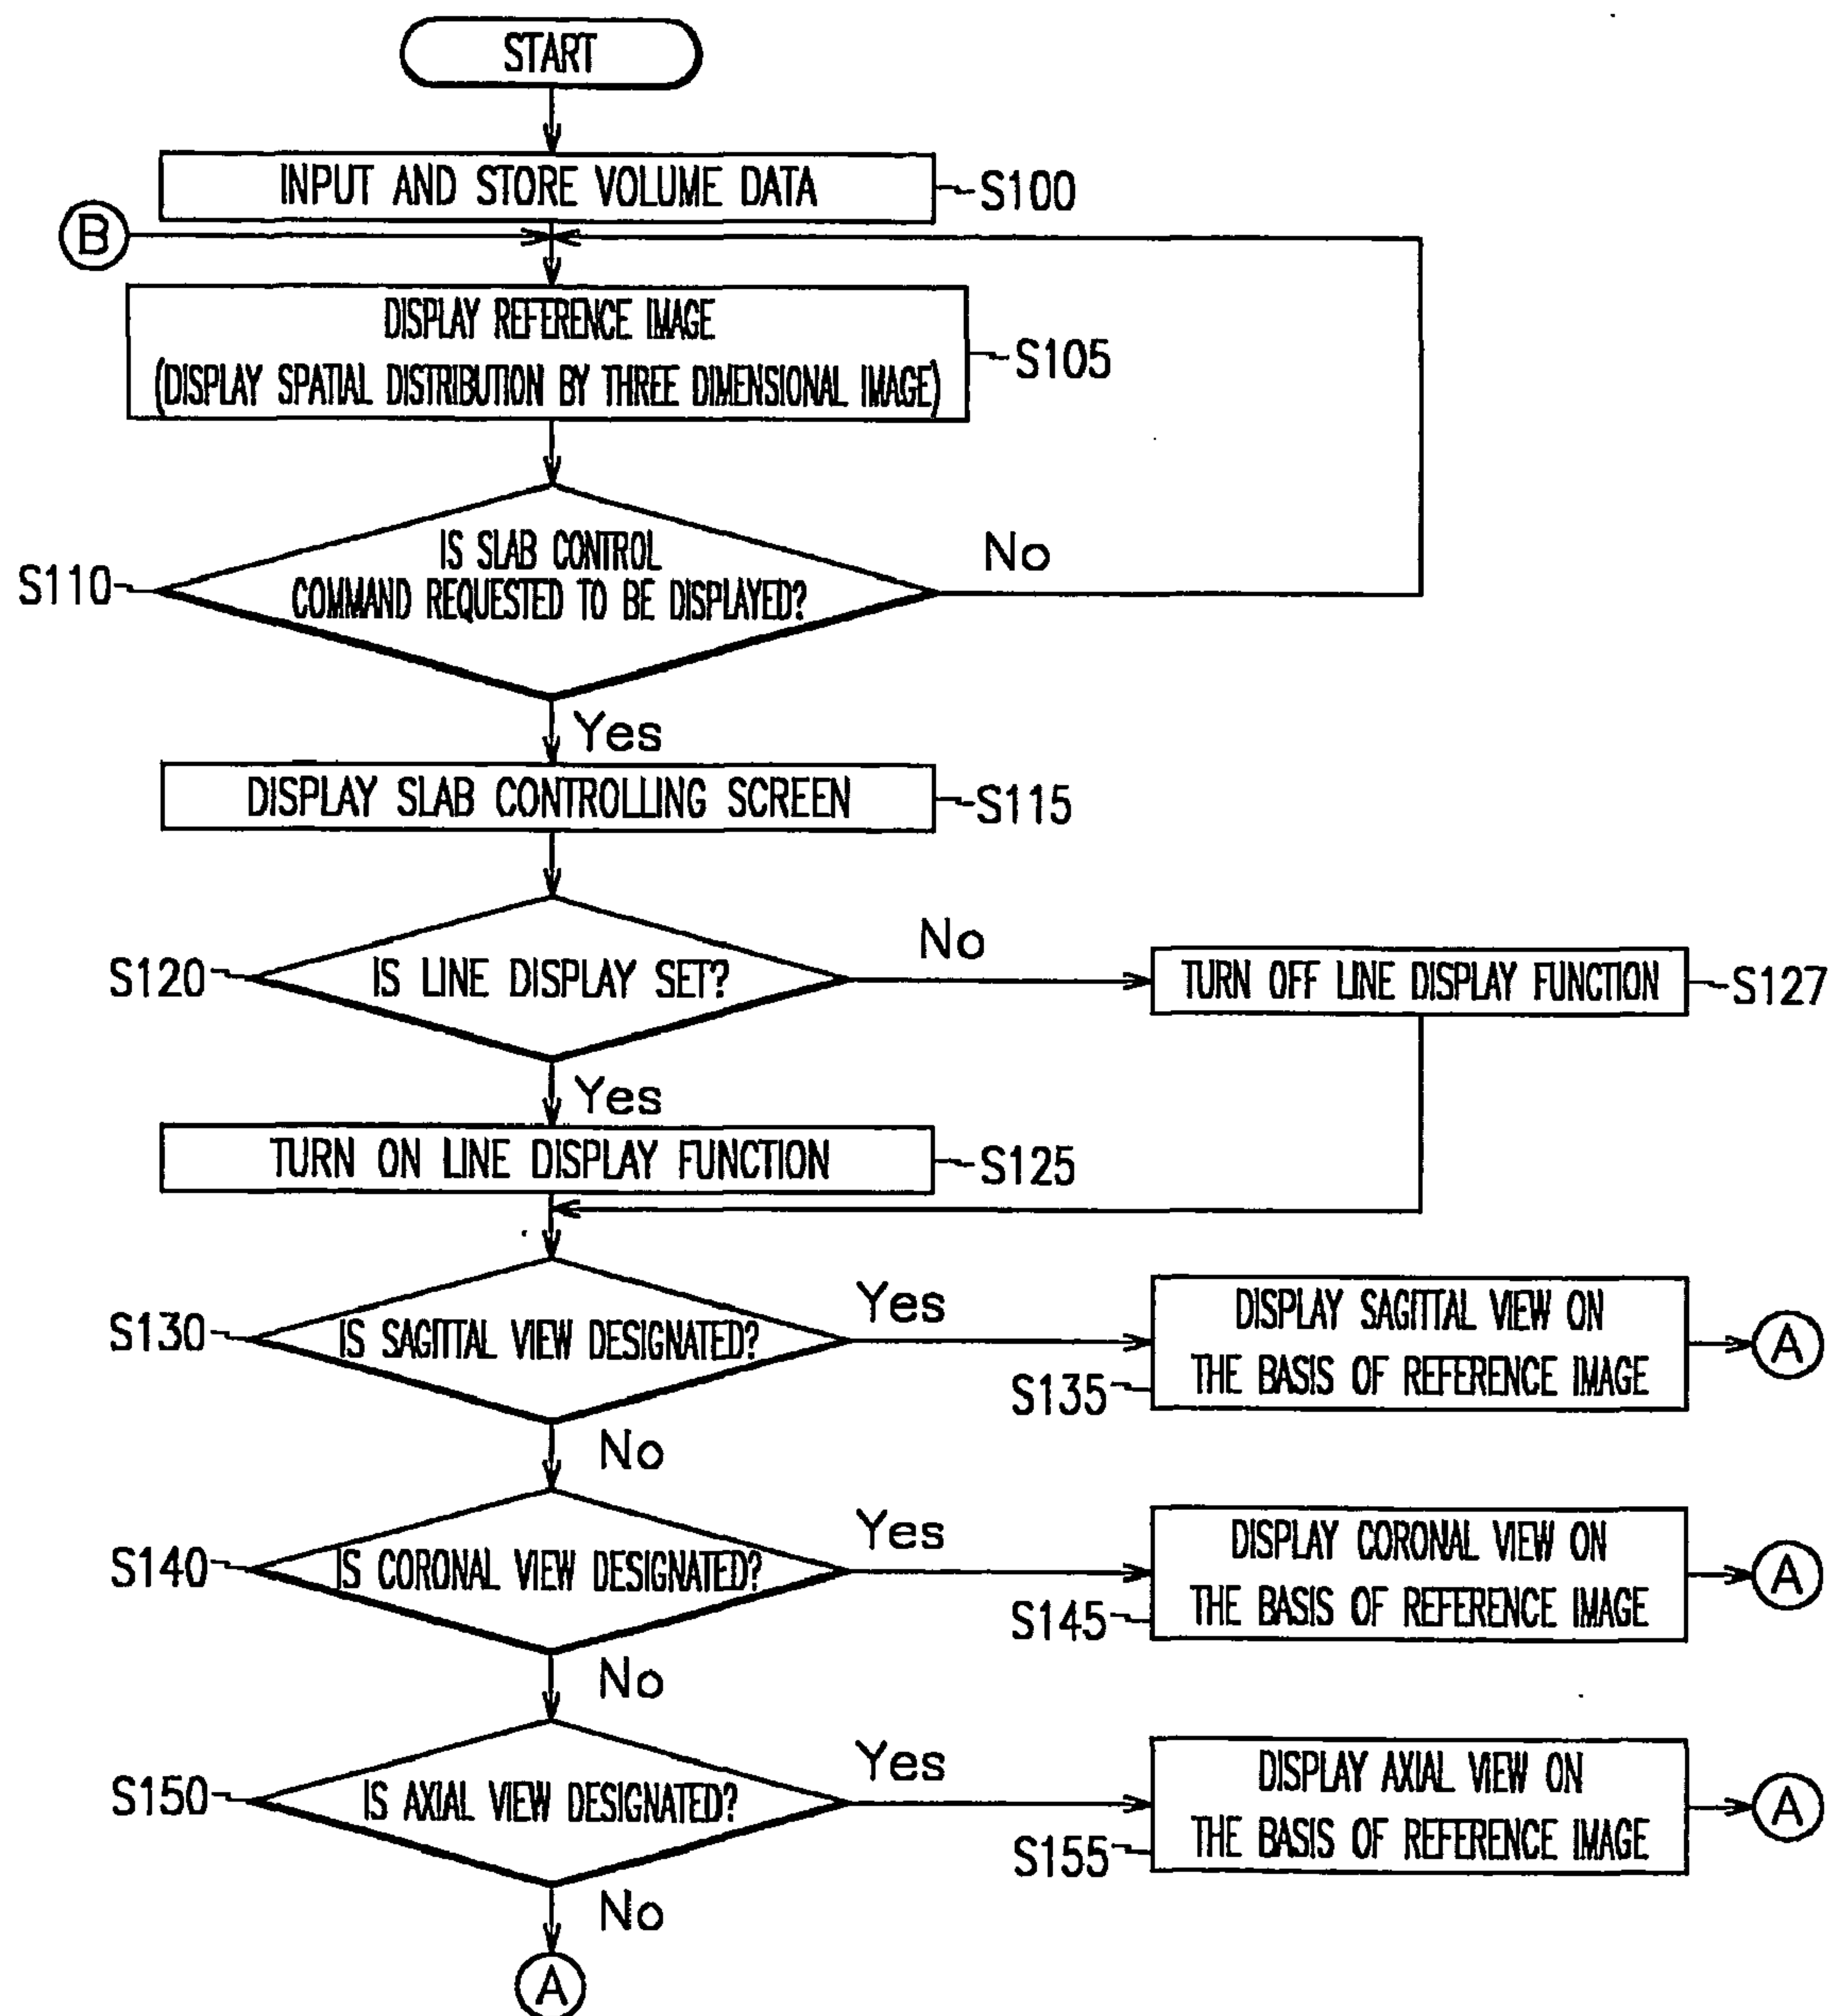 START
INPUT AND STORE VOLUME DATA
S100
B
DISPLAY REFERENCE IMAGE
(DISPLAY SPATIAL DISTRIBUTION BY THREE DIMENSIONAL IMAGE)
S105
S110
IS SLAB CONTROL
COMMAND REQUESTED TO BE DISPLAYED?
No
Yes
DISPLAY SLAB CONTROLLING SCREEN
S115
S120
IS LINE DISPLAY SET?
No
TURN OFF LINE DISPLAY FUNCTION
S127
Yes
TURN ON LINE DISPLAY FUNCTION
S125
S130
IS SAGITTAL VIEW DESIGNATED?
Yes
DISPLAY SAGITTAL VIEW ON
THE BASIS OF REFERENCE IMAGE
S135
A
No
S140
IS CORONAL VIEW DESIGNATED?
Yes
DISPLAY CORONAL VIEW ON
THE BASIS OF REFERENCE IMAGE
S145
A
No
S150
IS AXIAL VIEW DESIGNATED?
Yes
DISPLAY AXIAL VIEW ON
THE BASIS OF REFERENCE IMAGE
S155
A
No
A